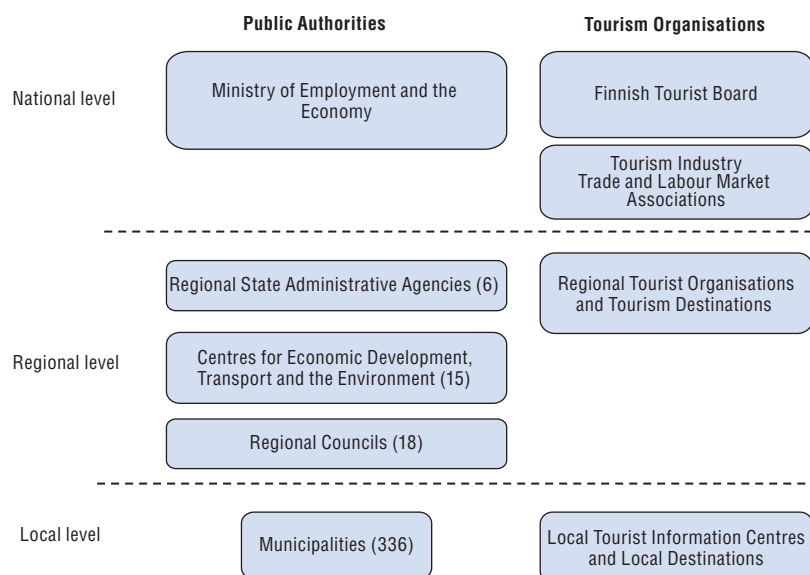 Public Authorities
Tourism Organisations
National level
Ministry of Employment and the
Economy
Finnish Tourist Board
Tourism Industry
Trade and Labour Market
Associations
Regional level
Regional State Administrative Agencies (6)
Regional Tourist Organisations
and Tourism Destinations
Centres for Economic Development,
Transport and the Environment (15)
Regional Councils (18)
Local level
Municipalities (336)
Local Tourist Information Centres
and Local Destinations